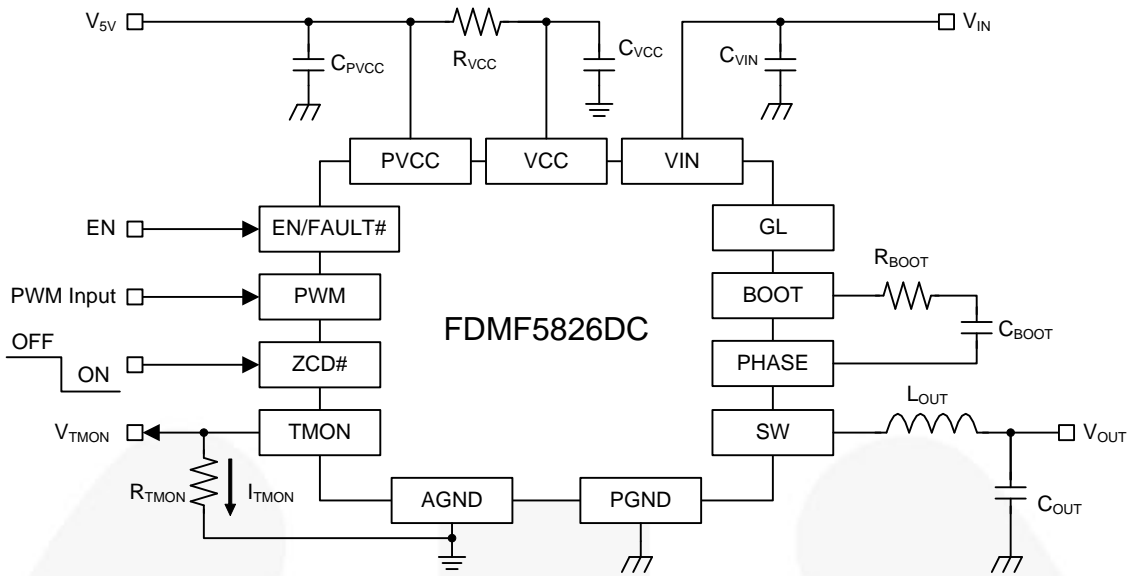 V5V
RVCC
CPVCC
CVCC
CVIN
VIN
PVCC
VCC
VIN
EN
EN/FAULT#
GL
PWM Input
PWM
BOOT
RBOOT
CBOOT
FDMF5826DC
OFF
ON
ZCD#
PHASE
LOUT
VTMON
TMON
SW
VOUT
RTMON
ITMON
AGND
PGND
COUT